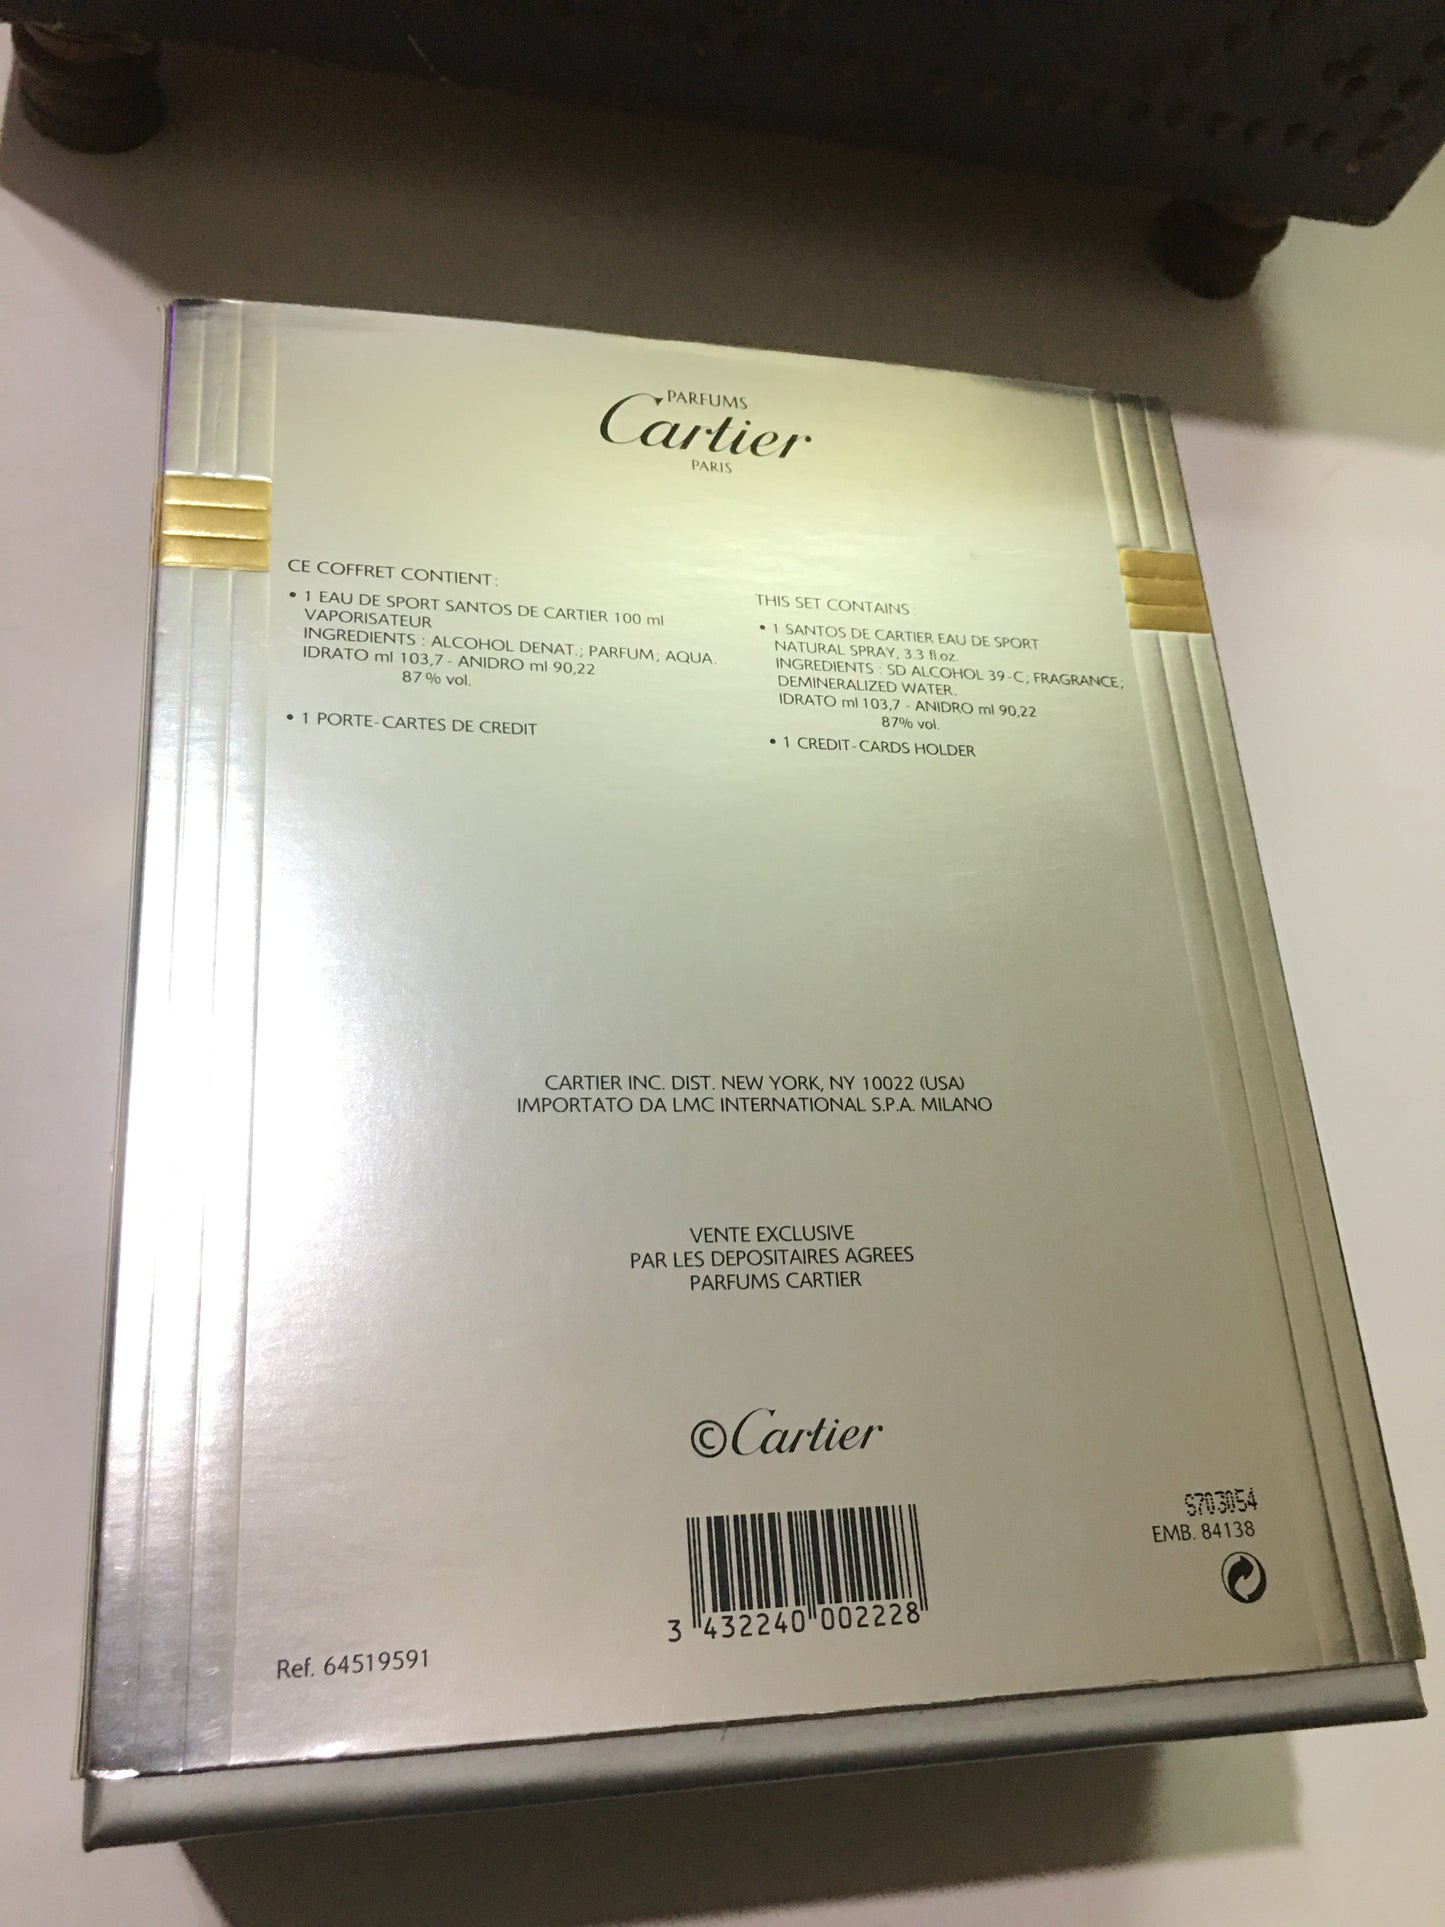 PARFUMS
Cartier
PARIS
CE COFFRET CONTIENT :
• 1 EAU DE SPORT SANTOS DE CARTIER 100 ml
VAPORISATEUR
INGREDIENTS : ALCOHOL DENAT.; PARFUM; AQUA.
IDRATO ml 103,7 - ANIDRO ml 90,22
87% vol.
• 1 PORTE-CARTES DE CREDIT
THIS SET CONTAINS :
• 1 SANTOS DE CARTIER EAU DE SPORT
NATURAL SPRAY, 3.3 fl.oz.
INGREDIENTS : SD ALCOHOL 39-C; FRAGRANCE;
DEMINERALIZED WATER.
IDRATO ml 103,7 - ANIDRO ml 90,22
87% vol.
• 1 CREDIT-CARDS HOLDER
CARTIER INC. DIST. NEW YORK, NY 10022 (USA)
IMPORTATO DA LMC INTERNATIONAL S.P.A. MILANO
VENTE EXCLUSIVE
PAR LES DEPOSITAIRES AGREES
PARFUMS CARTIER
©Cartier
S703054
EMB. 84138
3 432240 002228
Ref. 64519591